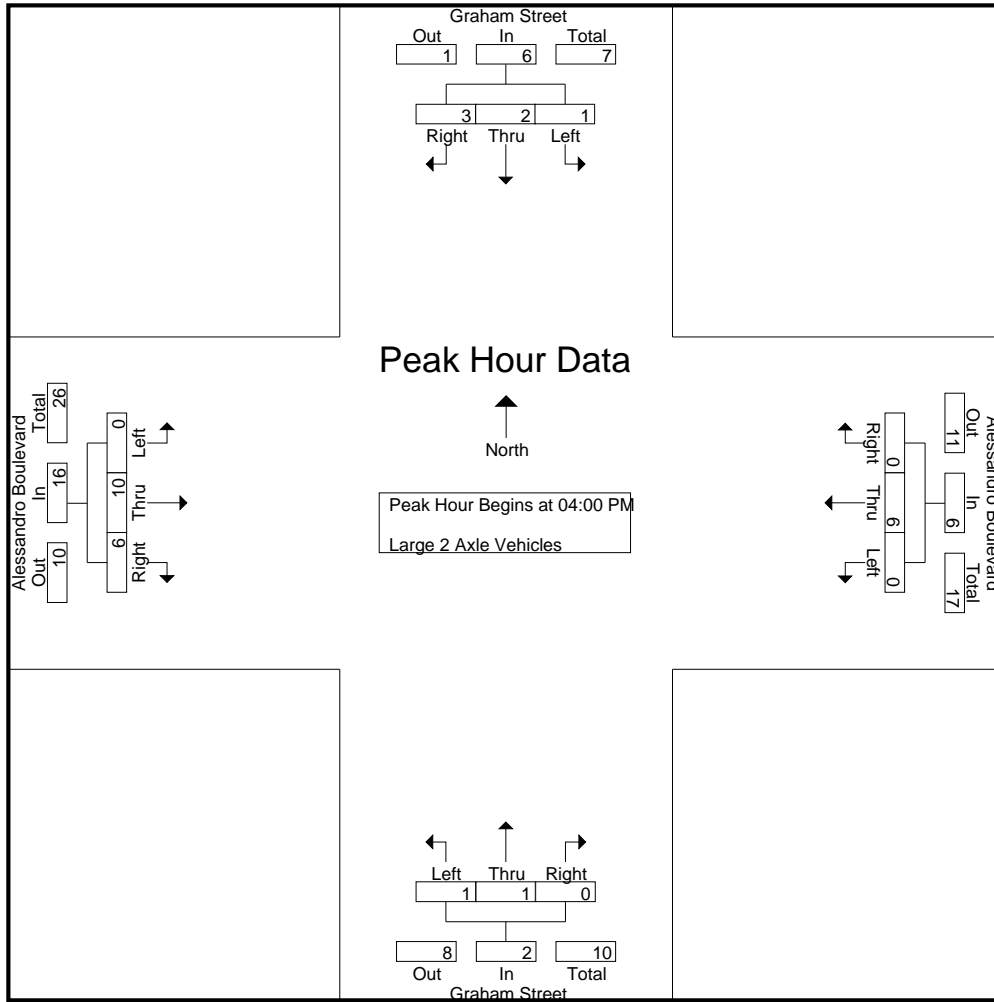 Graham Street
Out In Total
1 6 7
3 2 1
Right Thru Left
Peak Hour Data
North
Peak Hour Begins at 04:00 PM
Large 2 Axle Vehicles
Alessandro Boulevard
Out In Total
10 16 26
6 10 0
Right Thru Left
Alessandro Boulevard
Out In Total
11 6 17
0 6 0
Right Thru Left
Left Thru Right
1 1 0
8 2 10
Out In Total
Graham Street